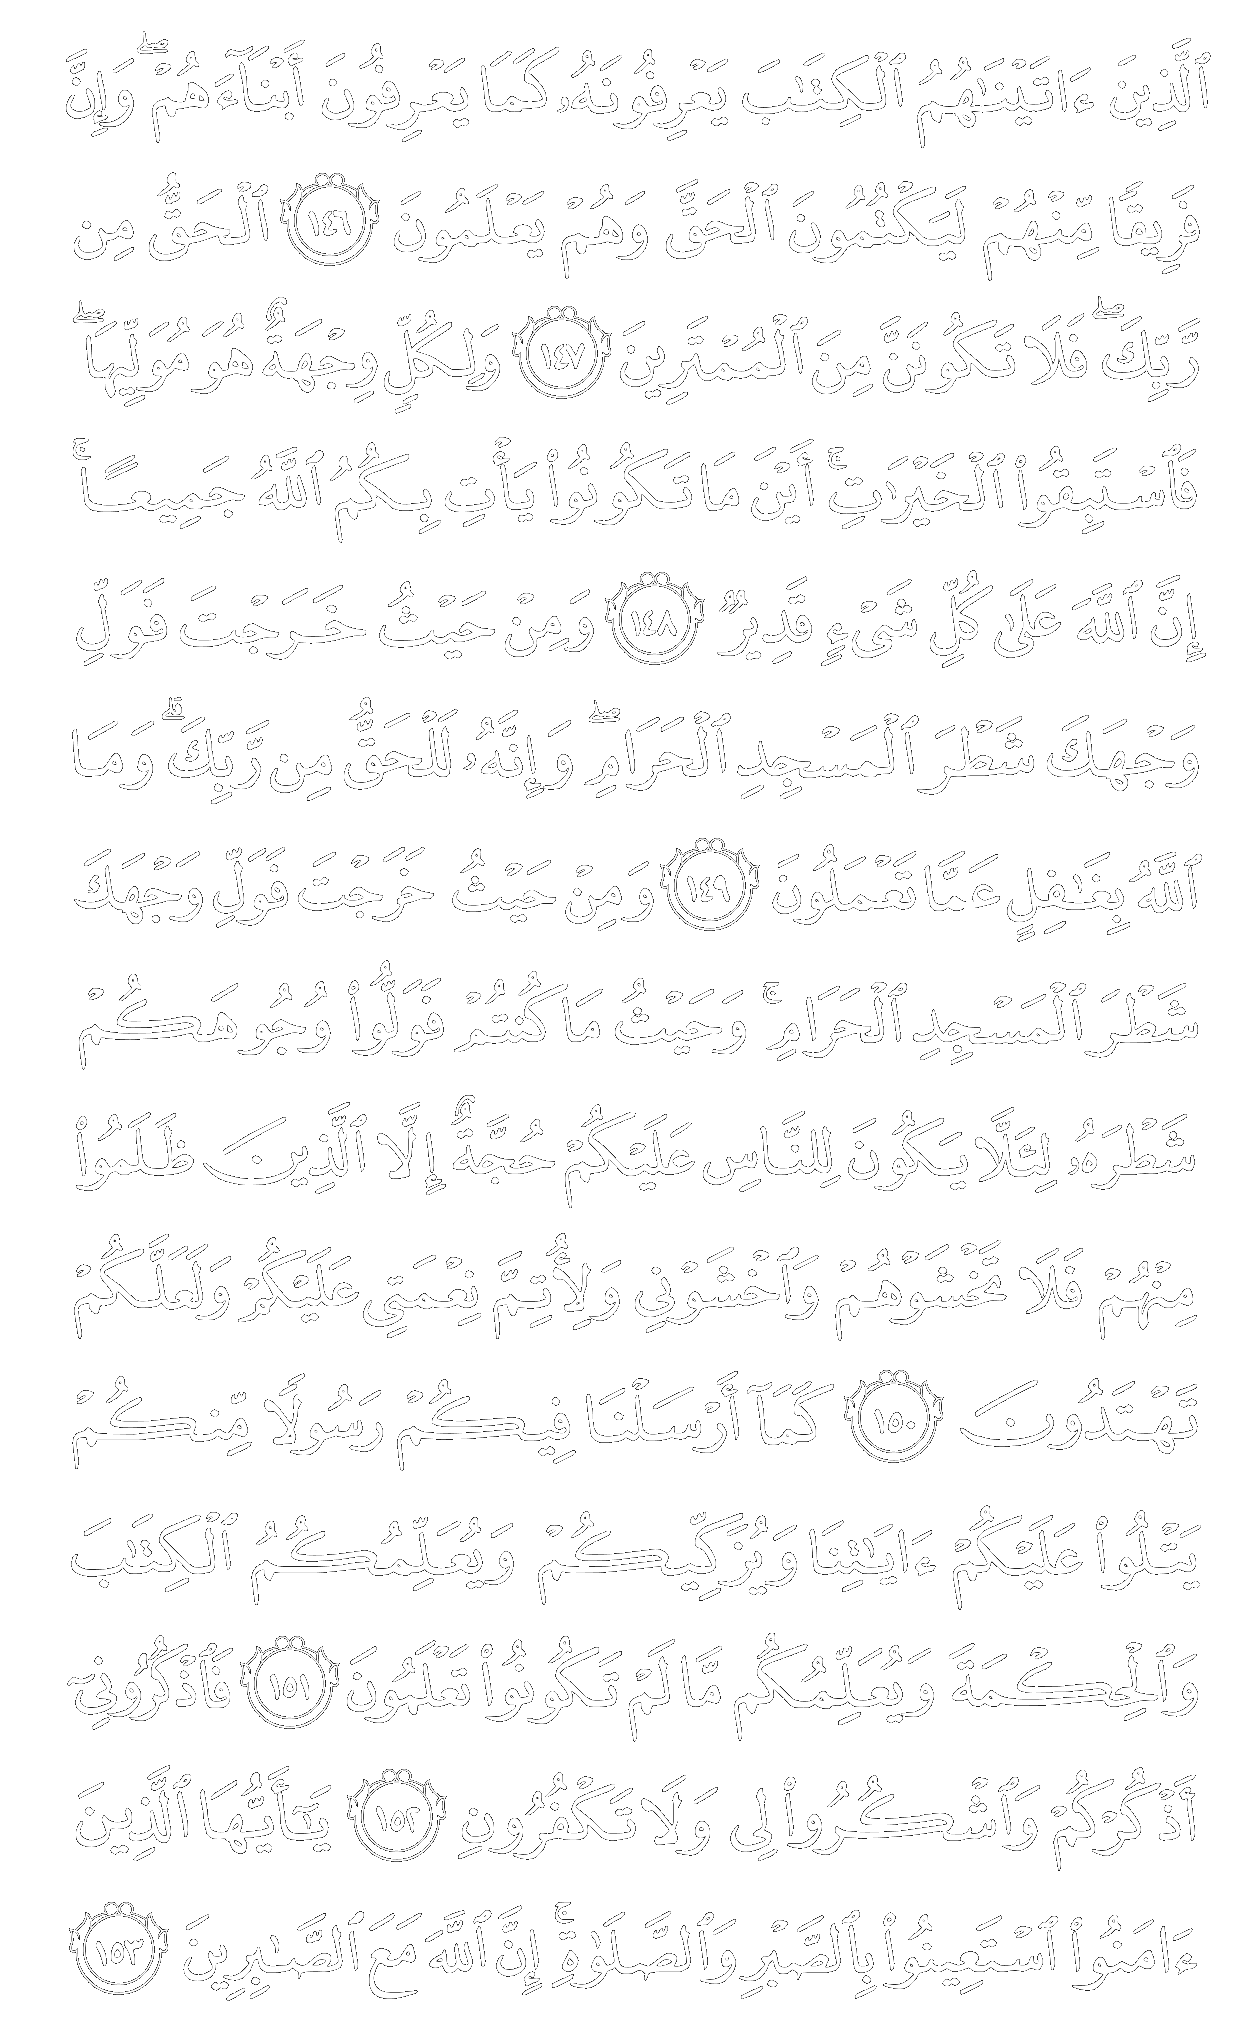 ٱلَّذِينَ ءَاتَيْنَـٰهُمُ ٱلْكِتَـٰبَ يَعْرِفُونَهُۥ كَمَا يَعْرِفُونَ أَبْنَآءَهُمْ ۖ وَإِنَّ
فَرِيقًا مِّنْهُمْ لَيَكْتُمُونَ ٱلْحَقَّ وَهُمْ يَعْلَمُونَ ١٤٦ ٱلْحَقُّ مِن
رَّبِّكَ ۖ فَلَا تَكُونَنَّ مِنَ ٱلْمُمْتَرِينَ ١٤٧ وَلِكُلٍّ وِجْهَةٌ هُوَ مُوَلِّيهَا ۖ
فَٱسْتَبِقُوا۟ ٱلْخَيْرَٰتِ ۚ أَيْنَ مَا تَكُونُوا۟ يَأْتِ بِكُمُ ٱللَّهُ جَمِيعًا ۚ
إِنَّ ٱللَّهَ عَلَىٰ كُلِّ شَىْءٍ قَدِيرٌ ١٤٨ وَمِنْ حَيْثُ خَرَجْتَ فَوَلِّ
وَجْهَكَ شَطْرَ ٱلْمَسْجِدِ ٱلْحَرَامِ ۖ وَإِنَّهُۥ لَلْحَقُّ مِن رَّبِّكَ ۗ وَمَا
ٱللَّهُ بِغَـٰفِلٍ عَمَّا تَعْمَلُونَ ١٤٩ وَمِنْ حَيْثُ خَرَجْتَ فَوَلِّ وَجْهَكَ
شَطْرَ ٱلْمَسْجِدِ ٱلْحَرَامِ ۚ وَحَيْثُ مَا كُنتُمْ فَوَلُّوا۟ وُجُوهَكُمْ
شَطْرَهُۥ لِئَلَّا يَكُونَ لِلنَّاسِ عَلَيْكُمْ حُجَّةٌ إِلَّا ٱلَّذِينَ ظَلَمُوا۟
مِنْهُمْ فَلَا تَخْشَوْهُمْ وَٱخْشَوْنِى وَلِأُتِمَّ نِعْمَتِى عَلَيْكُمْ وَلَعَلَّكُمْ
تَهْتَدُونَ ١٥٠ كَمَآ أَرْسَلْنَا فِيكُمْ رَسُولًا مِّنكُمْ
يَتْلُوا۟ عَلَيْكُمْ ءَايَـٰتِنَا وَيُزَكِّيكُمْ وَيُعَلِّمُكُمُ ٱلْكِتَـٰبَ
وَٱلْحِكْمَةَ وَيُعَلِّمُكُم مَّا لَمْ تَكُونُوا۟ تَعْلَمُونَ ١٥١ فَٱذْكُرُونِىٓ
أَذْكُرْكُمْ وَٱشْكُرُوا۟ لِى وَلَا تَكْفُرُونِ ١٥٢ يَـٰٓأَيُّهَا ٱلَّذِينَ
ءَامَنُوا۟ ٱسْتَعِينُوا۟ بِٱلصَّبْرِ وَٱلصَّلَوٰةِ ۚ إِنَّ ٱللَّهَ مَعَ ٱلصَّـٰبِرِينَ ١٥٣